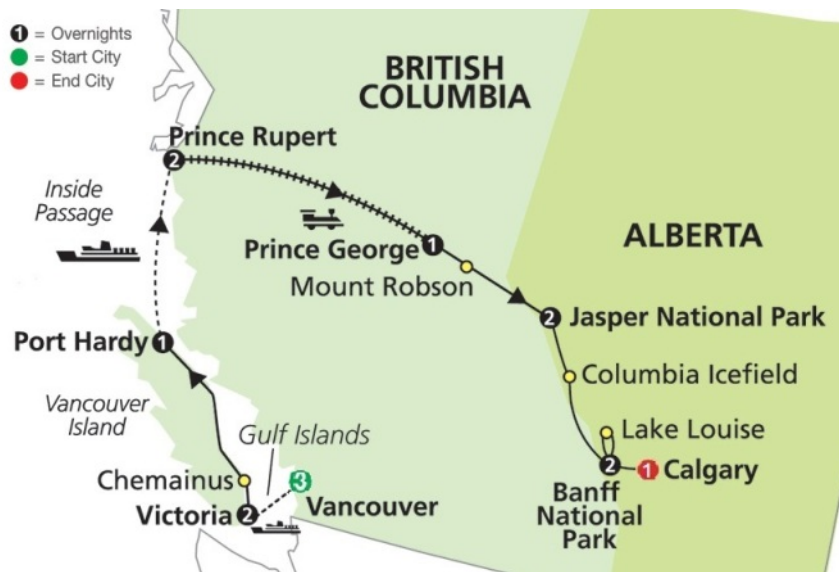 1 = Overnights
= Start City
= End City
BRITISH
COLUMBIA
Prince Rupert
2
Inside
Passage
Prince George 1
Mount Robson
ALBERTA
2 Jasper National Park
Port Hardy 1
Columbia Icefield
Vancouver
Island
Gulf Islands
Lake Louise
Chemainus
3
Vancouver
Victoria 2
2
1 Calgary
Banff
National
Park